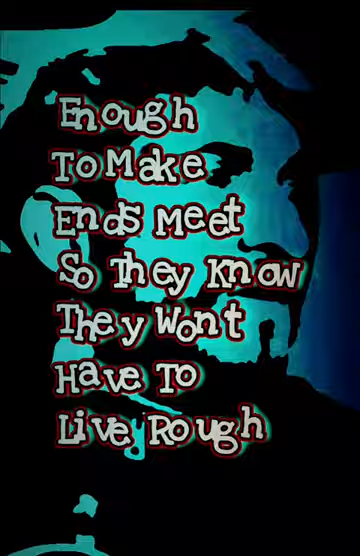 Enough
To Make
Ends Meet
So They Know
They Wont
Have To
Live Rough